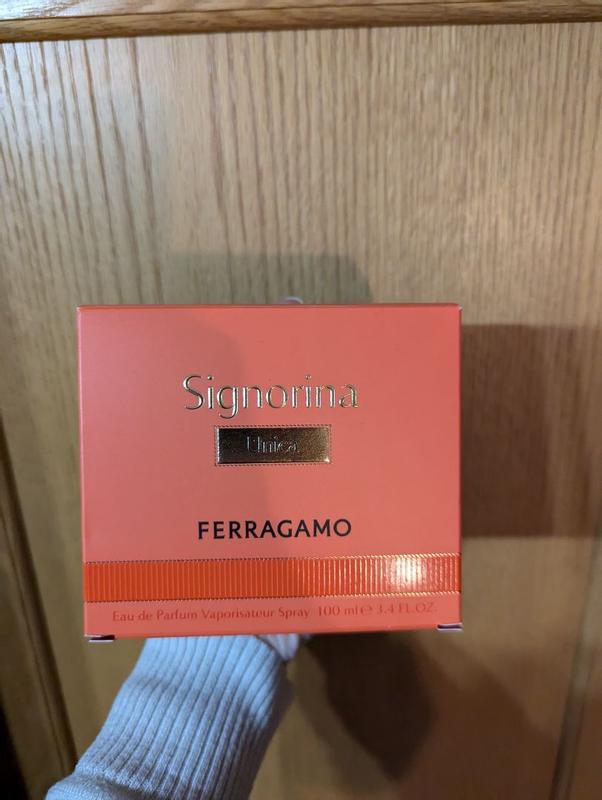 Signorina
Unica
FERRAGAMO
Eau de Parfum Vaporisateur Spray 100 ml ℮ 3.4 FL.OZ.